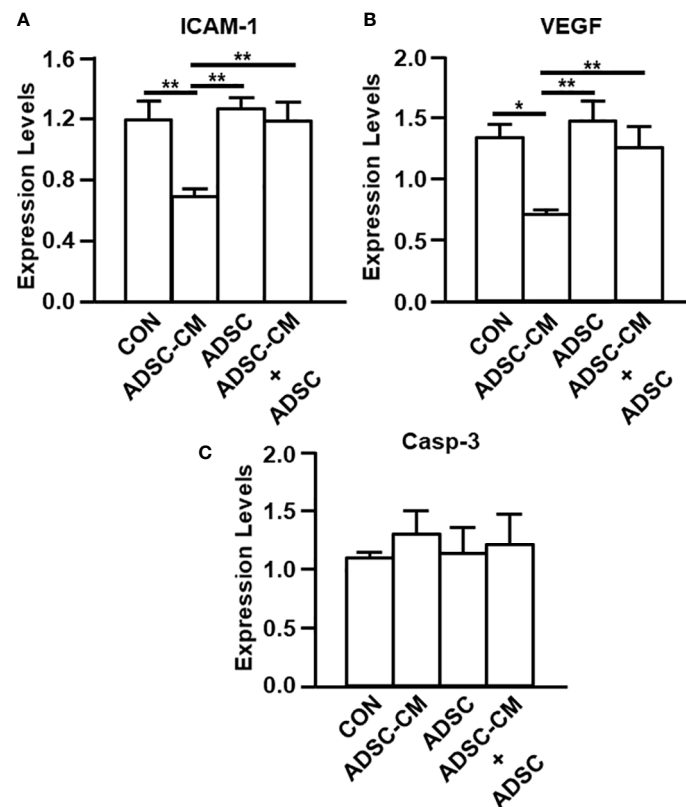 A
ICAM-1
Expression Levels
1.6
1.2
0.8
0.4
0.0
**
**
**
CON
ADSC-CM
ADSC
ADSC-CM
+
ADSC
B
VEGF
Expression Levels
2.0
1.5
1.0
0.5
0.0
*
**
**
CON
ADSC-CM
ADSC
ADSC-CM
+
ADSC
C
Casp-3
Expression Levels
2.0
1.5
1.0
0.5
0.0
CON
ADSC-CM
ADSC
ADSC-CM
+
ADSC